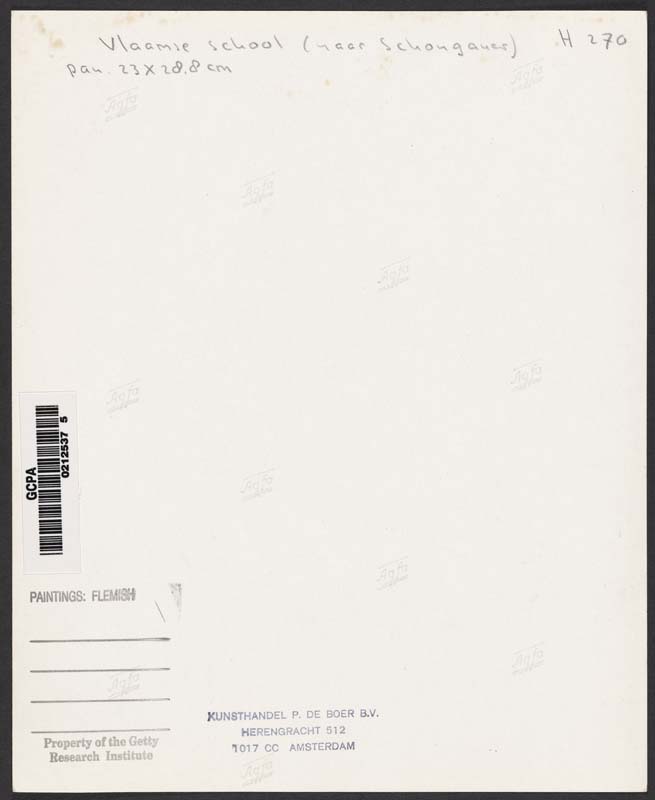 Vlaamse school (naar Schongauer) H 270
pan. 23 x 28.8 cm
Agfa
GCPA
0212537 5
PAINTINGS: FLEMISH
Property of the Getty
Research Institute
KUNSTHANDEL P. DE BOER B.V.
HERENGRACHT 512
1017 CC AMSTERDAM